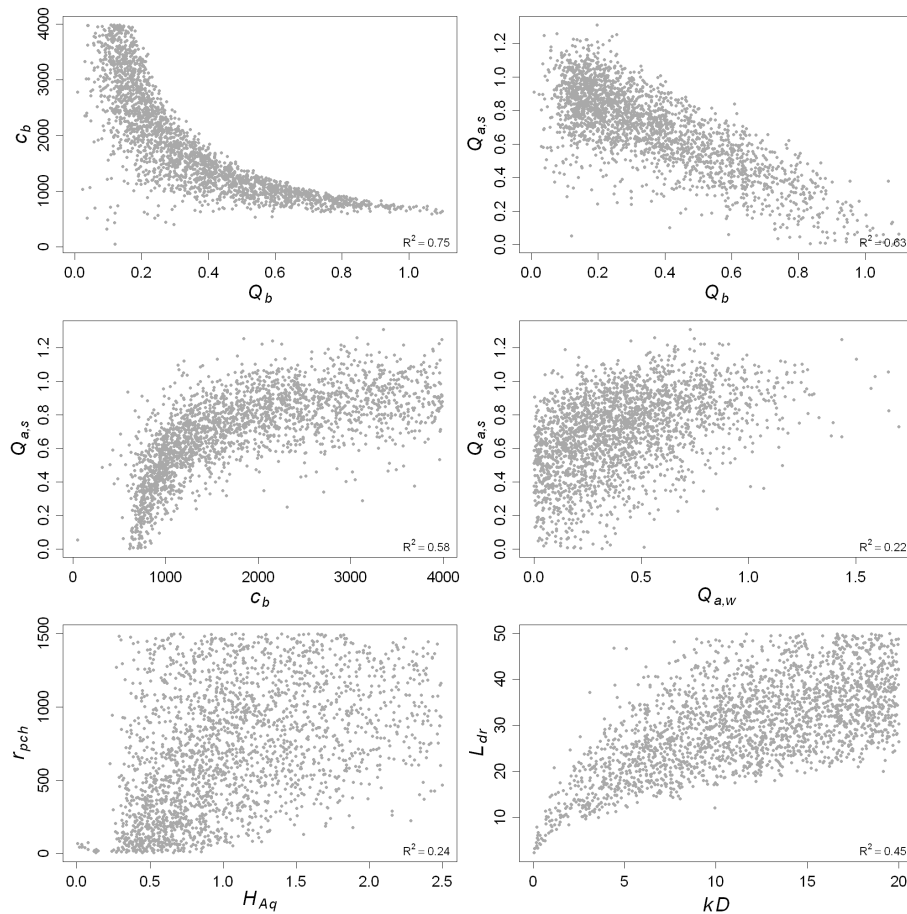 4000
3000
2000
1000
0
c_b
0.0 0.2 0.4 0.6 0.8 1.0
Q_b
R² = 0.75
1.2
1.0
0.8
0.6
0.4
0.2
0.0
Q_a,s
0.0 0.2 0.4 0.6 0.8 1.0
Q_b
R² = 0.63
1.2
1.0
0.8
0.6
0.4
0.2
0.0
Q_a,s
0 1000 2000 3000 4000
c_b
R² = 0.58
1.2
1.0
0.8
0.6
0.4
0.2
0.0
Q_a,s
0.0 0.5 1.0 1.5
Q_a,w
R² = 0.22
1500
1000
500
0
r_pch
0.0 0.5 1.0 1.5 2.0 2.5
H_Aq
R² = 0.24
50
40
30
20
10
L_dr
0 5 10 15 20
kD
R² = 0.45